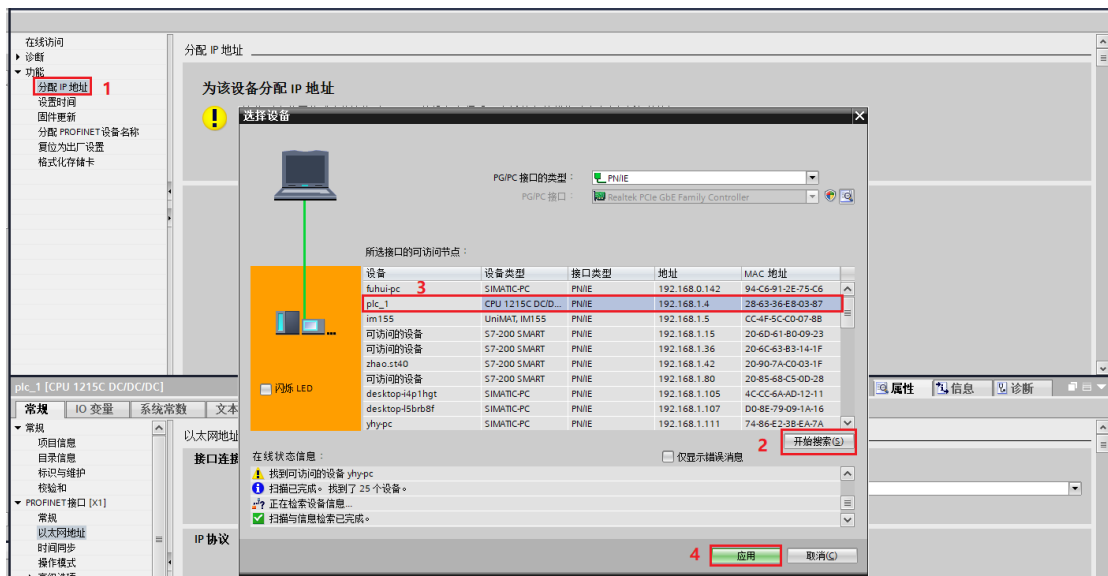 在线访问
诊断
功能
分配 IP 地址 1
设置时间
固件更新
分配 PROFINET 设备名称
复位为出厂设置
格式化存储卡
分配 IP 地址
为该设备分配 IP 地址
选择设备
PG/PC 接口的类型： PN/IE
PG/PC 接口： Realtek PCIe GbE Family Controller
所选接口的可访问节点：
设备 设备类型 接口类型 地址 MAC 地址
fuhui-pc 3 SIMATIC-PC PN/IE 192.168.0.142 94-C6-91-2E-75-C6
plc_1 CPU 1215C DC/D... PN/IE 192.168.1.4 28-63-36-E8-03-87
im155 UniMAT, IM155 PN/IE 192.168.1.5 CC-4F-5C-C0-07-8B
可访问的设备 S7-200 SMART PN/IE 192.168.1.15 20-6D-61-B0-09-23
可访问的设备 S7-200 SMART PN/IE 192.168.1.36 20-6C-63-B3-14-1F
zhao.st40 S7-200 SMART PN/IE 192.168.1.42 20-90-7A-C0-03-1F
可访问的设备 S7-200 SMART PN/IE 192.168.1.80 20-85-68-C5-0D-28
desktop-i4p1hgt SIMATIC-PC PN/IE 192.168.1.105 4C-CC-6A-AD-12-11
desktop-l5brb8f SIMATIC-PC PN/IE 192.168.1.107 D0-8E-79-09-1A-16
yhy-pc SIMATIC-PC PN/IE 192.168.1.111 74-86-E2-3B-EA-7A
闪烁 LED
2 开始搜索(S)
在线状态信息：
仅显示错误消息
找到可访问的设备 yhy-pc
扫描已完成。找到了 25 个设备。
正在检索设备信息...
扫描与信息检索已完成。
4 应用 取消(C)
plc_1 [CPU 1215C DC/DC/DC]
属性 信息 诊断
常规 IO 变量 系统常数 文本
常规
项目信息
目录信息
标识与维护
校验和
PROFINET接口 [X1]
常规
以太网地址
时间同步
操作模式
以太网地址
接口连接
IP 协议